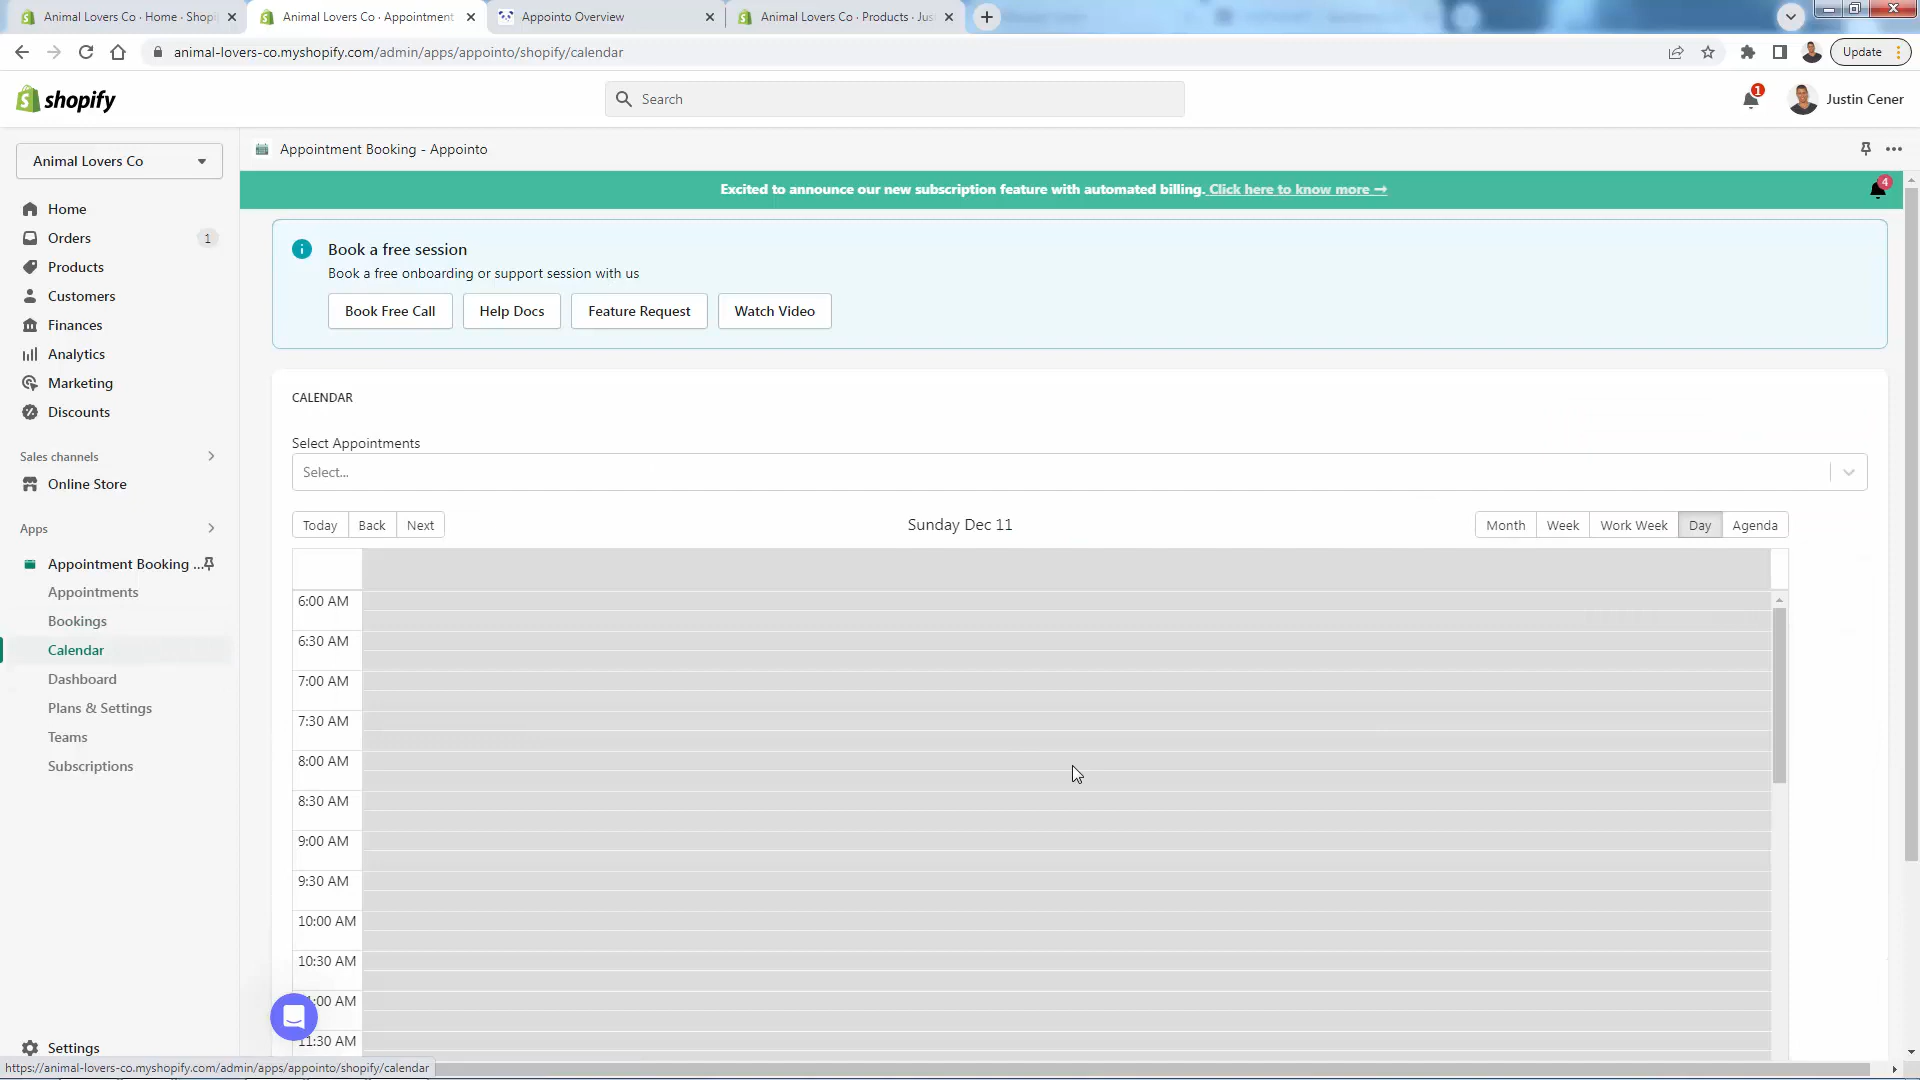 Animal Lovers Co · Home · Shopi
Animal Lovers Co · Appointment
Appointo Overview
Animal Lovers Co · Products · Jus
animal-lovers-co.myshopify.com/admin/apps/appointo/shopify/calendar
Update
shopify
Search
1
Justin Cener
Animal Lovers Co
Home
Orders
1
Products
Customers
Finances
Analytics
Marketing
Discounts
Sales channels
Online Store
Apps
Appointment Booking ...
Appointments
Bookings
Calendar
Dashboard
Plans & Settings
Teams
Subscriptions
Settings
Appointment Booking - Appointo
Excited to announce our new subscription feature with automated billing. Click here to know more →
4
Book a free session
Book a free onboarding or support session with us
Book Free Call
Help Docs
Feature Request
Watch Video
CALENDAR
Select Appointments
Select...
Today
Back
Next
Sunday Dec 11
Month
Week
Work Week
Day
Agenda
6:00 AM
6:30 AM
7:00 AM
7:30 AM
8:00 AM
8:30 AM
9:00 AM
9:30 AM
10:00 AM
10:30 AM
:00 AM
11:30 AM
https://animal-lovers-co.myshopify.com/admin/apps/appointo/shopify/calendar